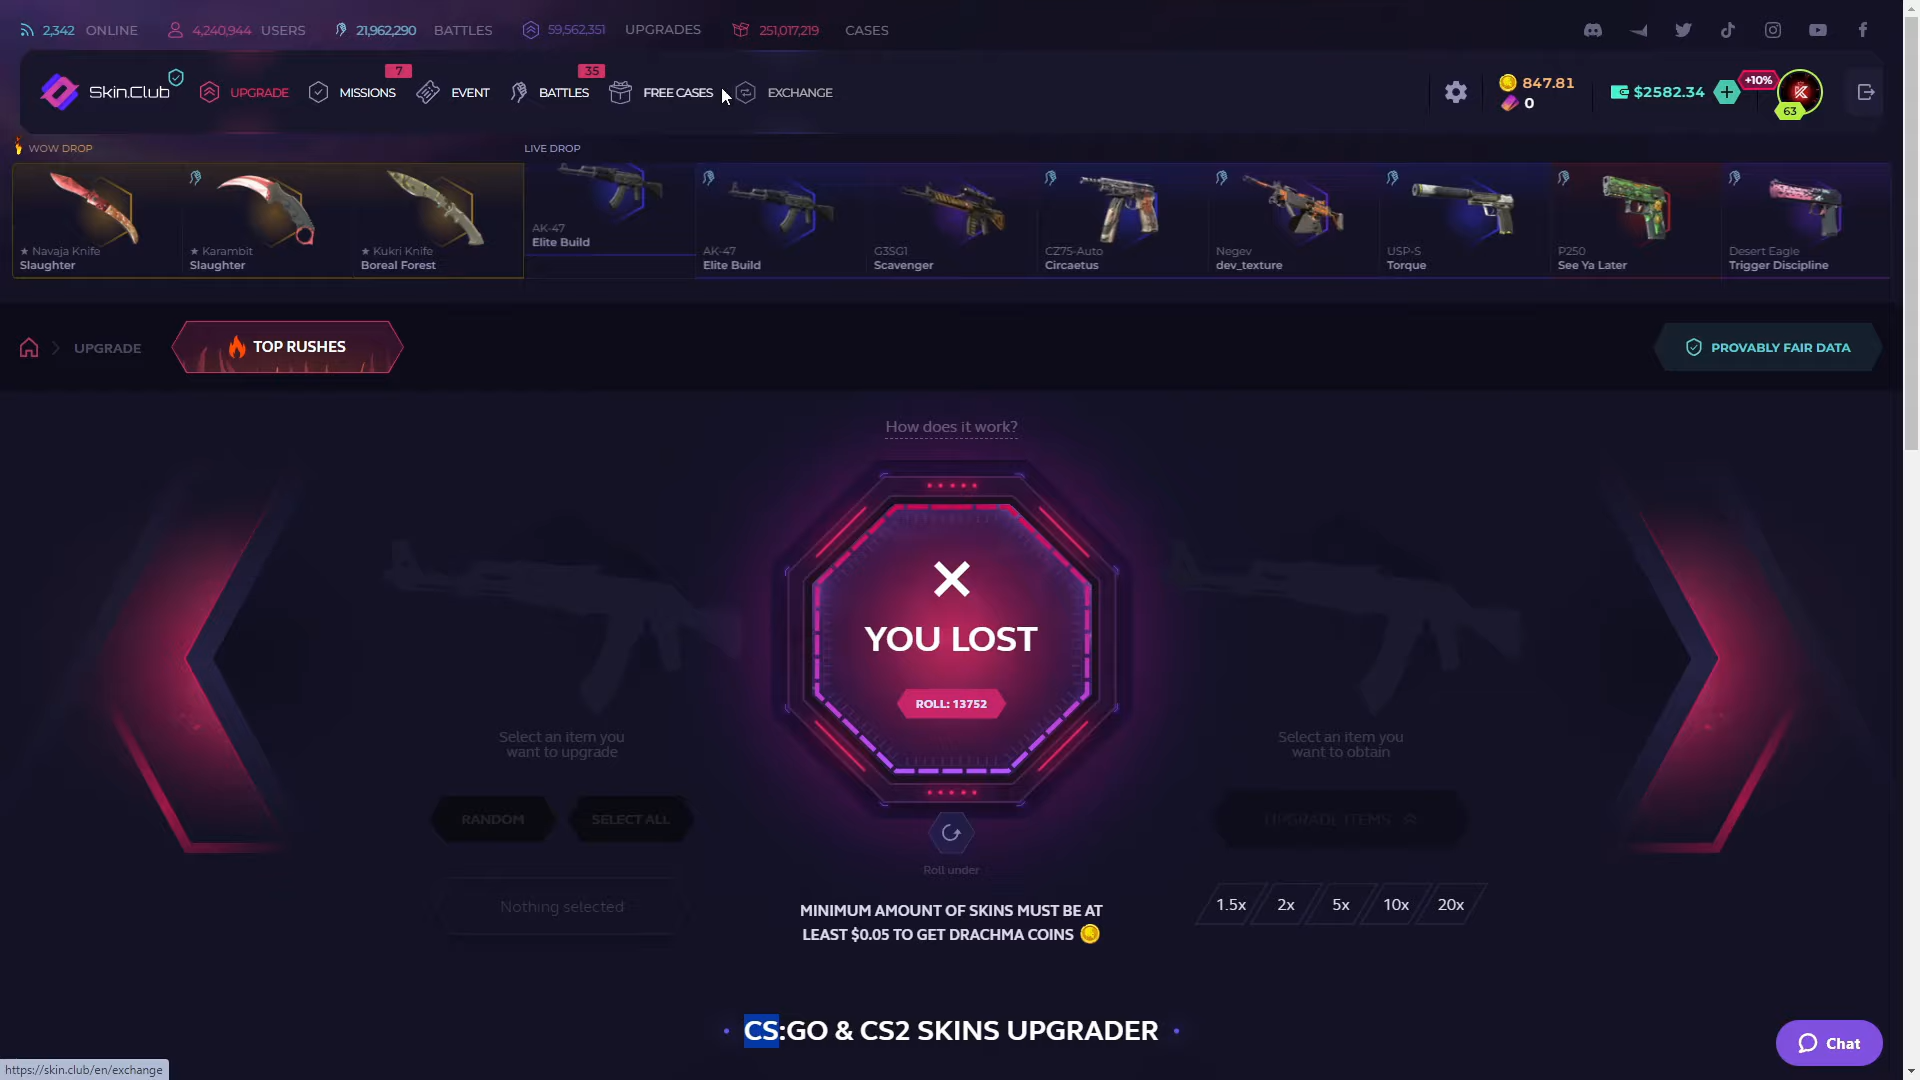 2,342 ONLINE 4,240,944 USERS 21,962,290 BATTLES 59,562,351 UPGRADES 251,017,219 CASES
Skin.Club UPGRADE MISSIONS 7 EVENT BATTLES 35 FREE CASES EXCHANGE
847.81
0
$2582.34
+10%
63
WOW DROP
LIVE DROP
★ Navaja Knife
Slaughter
★ Karambit
Slaughter
★ Kukri Knife
Boreal Forest
AK-47
Elite Build
AK-47
Elite Build
G3SG1
Scavenger
CZ75-Auto
Circaetus
Negev
dev_texture
USP-S
Torque
P250
See Ya Later
Desert Eagle
Trigger Discipline
UPGRADE
TOP RUSHES
PROVABLY FAIR DATA
How does it work?
YOU LOST
ROLL: 13752
Select an item you
want to upgrade
Select an item you
want to obtain
RANDOM SELECT ALL
UPGRADE ITEMS
Roll under
Nothing selected
1.5x 2x 5x 10x 20x
MINIMUM AMOUNT OF SKINS MUST BE AT
LEAST $0.05 TO GET DRACHMA COINS
• CS:GO & CS2 SKINS UPGRADER •
Chat
https://skin.club/en/exchange